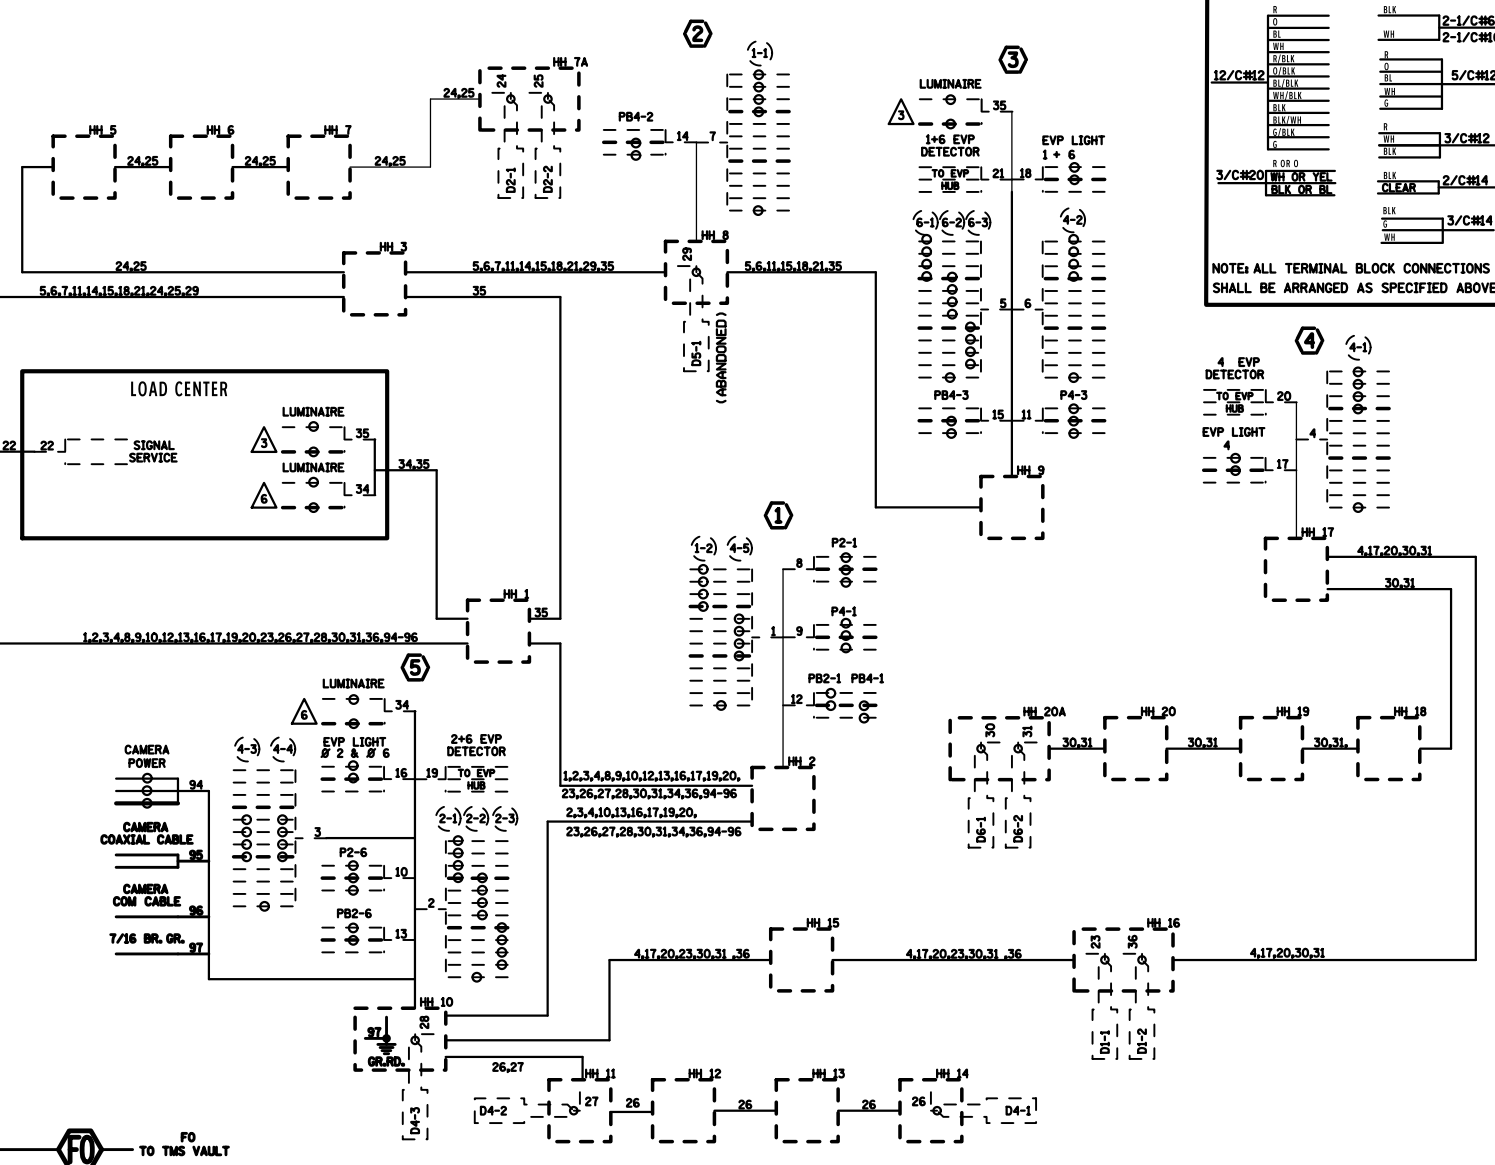 R
O
BL
WH
R/BLK
O/BLK
BL/BLK
WH/BLK
BLK
BLK/WH
G/BLK
G
12/C#12
R OR O
WH OR YEL
BLK OR BL
3/C#20
BLK
WH
2-1/C#6
2-1/C#10
R
O
BL
WH
G
5/C#12
R
WH
BLK
3/C#12
BLK
CLEAR
2/C#14
BLK
G
WH
3/C#14
NOTE: ALL TERMINAL BLOCK CONNECTIONS
SHALL BE ARRANGED AS SPECIFIED ABOVE
HH 5
24,25
HH 6
24,25
HH 7
24,25
24,25
HH 7A
24
25
D2-1
D2-2
2
1-1
PB4-2
14
7
HH 8
29
D5-1
(ABANDONED)
HH 3
24,25
5,6,7,11,14,15,18,21,24,25,29
5,6,7,11,14,15,18,21,29,35
35
5,6,11,15,18,21,35
3
LUMINAIRE
3
35
1+6 EVP
DETECTOR
TO EVP
HUB
21
18
EVP LIGHT
1 + 6
6-1
6-2
6-3
4-2
5
6
PB4-3
15
11
P4-3
HH 9
LOAD CENTER
22
22
SIGNAL
SERVICE
LUMINAIRE
3
35
LUMINAIRE
6
34
34,35
HH 1
35
1,2,3,4,8,9,10,12,13,16,17,19,20,23,26,27,28,30,31,36,94-96
1
1-2
4-5
1
P2-1
8
P4-1
9
PB2-1 PB4-1
12
HH 2
1,2,3,4,8,9,10,12,13,16,17,19,20,
23,26,27,28,30,31,34,36,94-96
2,3,4,10,13,16,17,19,20,
23,26,27,28,30,31,34,36,94-96
4
4-1
4 EVP
DETECTOR
TO EVP
HUB
20
EVP LIGHT
4
17
4
HH 17
4,17,20,30,31
30,31
HH 20A
30
31
D6-1
D6-2
30,31
HH 20
30,31
HH 19
30,31,
HH 18
5
LUMINAIRE
6
34
EVP LIGHT
Ø 2 & Ø 6
16
19
2+6 EVP
DETECTOR
TO EVP
HUB
4-3
4-4
3
2-1
2-2
2-3
2
P2-6
10
PB2-6
13
CAMERA
POWER
94
CAMERA
COAXIAL CABLE
95
CAMERA
COM CABLE
96
7/16 BR. GR.
97
HH 10
97
GR.RD.
28
D4-3
26,27
HH 15
4,17,20,23,30,31 ,36
4,17,20,23,30,31 ,36
HH 16
23
36
D1-1
D1-2
4,17,20,30,31
HH 11
27
D4-2
26
HH 12
26
HH 13
26
HH 14
26
D4-1
FO
FO
TO TMS VAULT